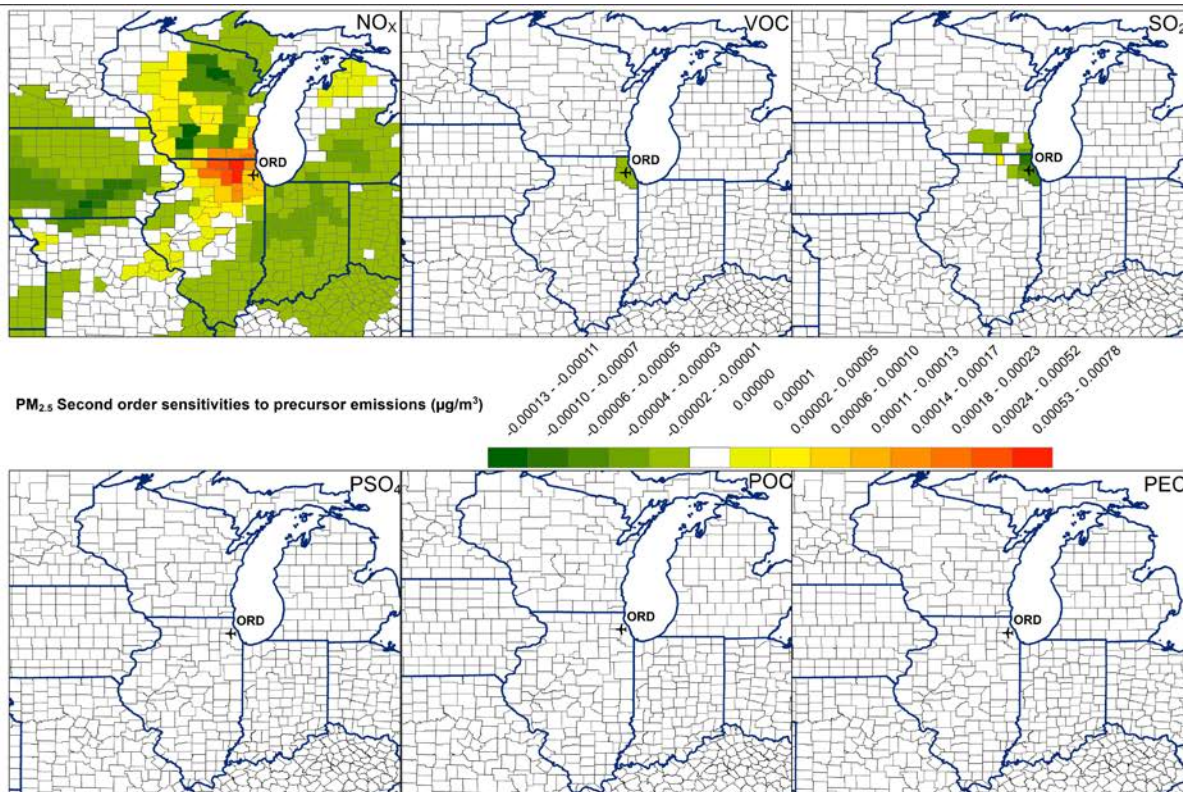 NOX
VOC
SO2
ORD
ORD
ORD
PM2.5 Second order sensitivities to precursor emissions (µg/m³)
-0.00013 - -0.00011
-0.00010 - -0.00007
-0.00006 - -0.00005
-0.00004 - -0.00003
-0.00002 - -0.00001
0.00000
0.00001
0.00002 - 0.00005
0.00006 - 0.00010
0.00011 - 0.00013
0.00014 - 0.00017
0.00018 - 0.00023
0.00024 - 0.00052
0.00053 - 0.00078
PSO4
POC
PEC
ORD
ORD
ORD